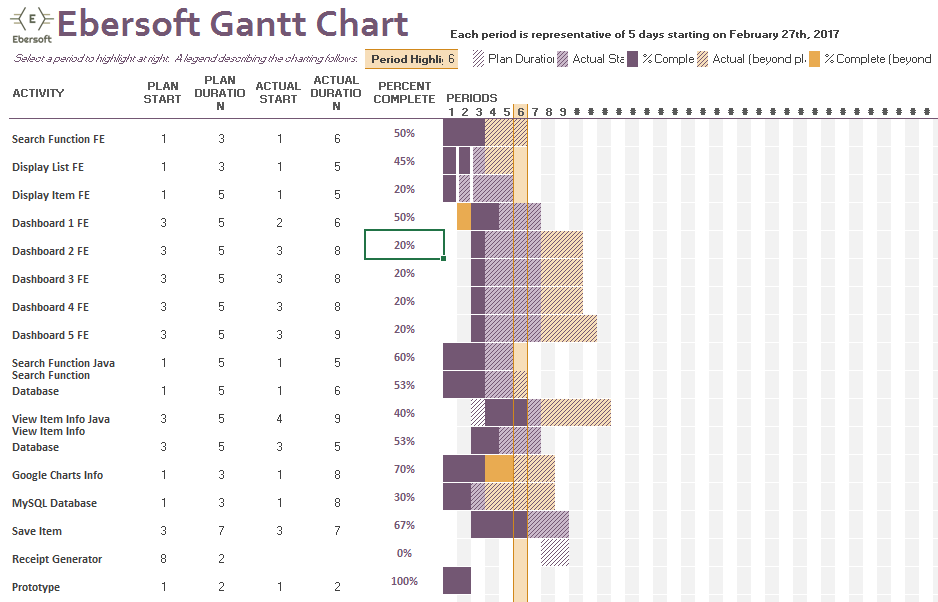 E
Ebersoft
Ebersoft Gantt Chart
Each period is representative of 5 days starting on February 27th, 2017
Select a period to highlight at right. A legend describing the charting follows.
Period Highli 6
Plan Duration
Actual Sta
% Comple
Actual (beyond pl
% Complete (beyond
ACTIVITY PLAN START PLAN DURATIO N ACTUAL START ACTUAL DURATIO N PERCENT COMPLETE PERIODS
1 2 3 4 5 6 7 8 9 * * * * * * * * * * * * * * * * * * * * * * * * * *
Search Function FE 1 3 1 6 50%
Display List FE 1 3 1 5 45%
Display Item FE 1 5 1 5 20%
Dashboard 1 FE 3 5 2 6 50%
Dashboard 2 FE 3 5 3 8 20%
Dashboard 3 FE 3 5 3 8 20%
Dashboard 4 FE 3 5 3 8 20%
Dashboard 5 FE 3 5 3 9 20%
Search Function Java 1 5 1 5 60%
Search Function
Database 1 5 1 6 53%
View Item Info Java 3 5 4 9 40%
View Item Info
Database 3 5 3 5 53%
Google Charts Info 1 3 1 8 70%
MySQL Database 1 3 1 8 30%
Save Item 3 7 3 7 67%
Receipt Generator 8 2 0%
Prototype 1 2 1 2 100%